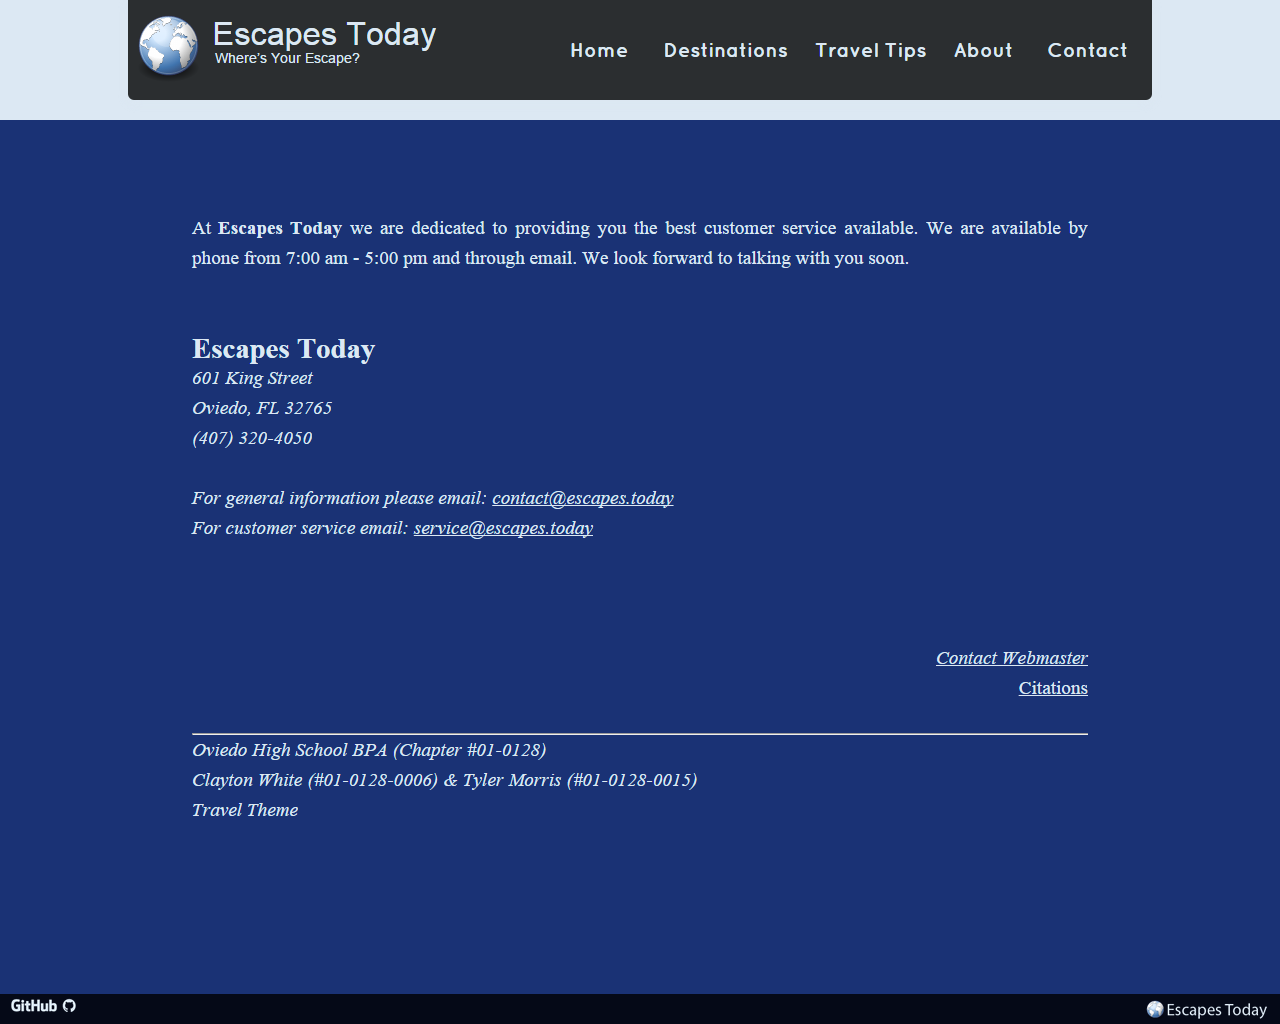 Escapes Today
Where's Your Escape?
Home Destinations Travel Tips About Contact
At Escapes Today we are dedicated to providing you the best customer service available. We are available by
phone from 7:00 am - 5:00 pm and through email. We look forward to talking with you soon.
Escapes Today
601 King Street
Oviedo, FL 32765
(407) 320-4050
For general information please email: contact@escapes.today
For customer service email: service@escapes.today
Contact Webmaster
Citations
Oviedo High School BPA (Chapter #01-0128)
Clayton White (#01-0128-0006) & Tyler Morris (#01-0128-0015)
Travel Theme
GitHub
Escapes Today